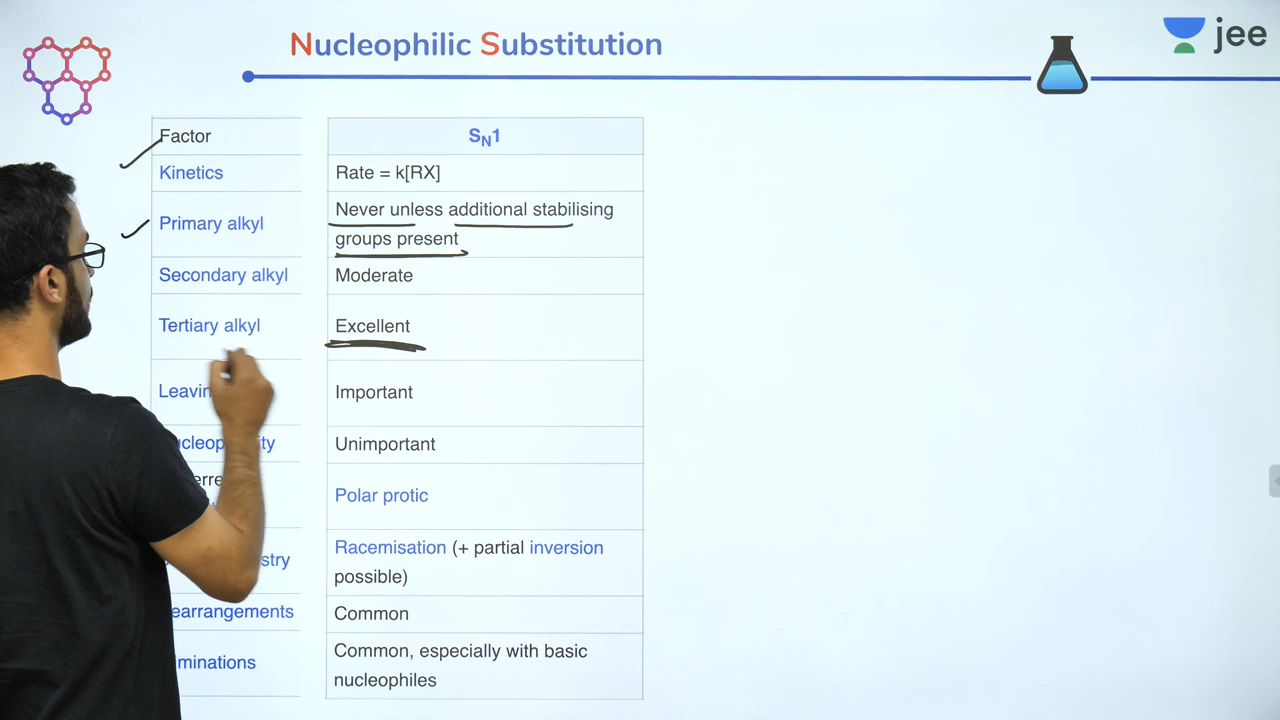 Nucleophilic Substitution
jee
Factor
SN1
Kinetics
Rate = k[RX]
Primary alkyl
Never unless additional stabilising
groups present
Secondary alkyl
Moderate
Tertiary alkyl
Excellent
Important
Unimportant
Polar protic
Racemisation (+ partial inversion
possible)
Common
Common, especially with basic
nucleophiles